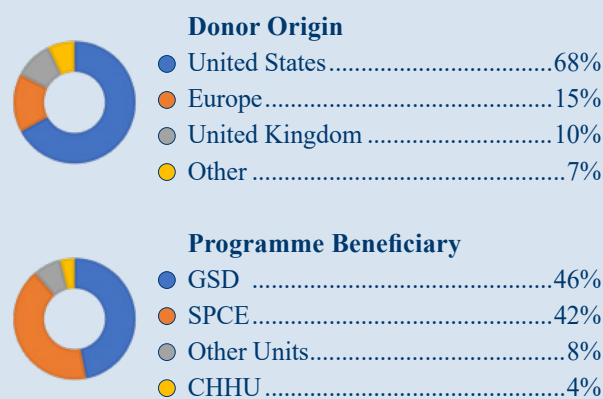 Donor Origin
United States..............................68%
Europe.......................................15%
United Kingdom .........................10%
Other ..........................................7%
Programme Beneficiary
GSD ..........................................46%
SPCE.........................................42%
Other Units..................................8%
CHHU........................................4%